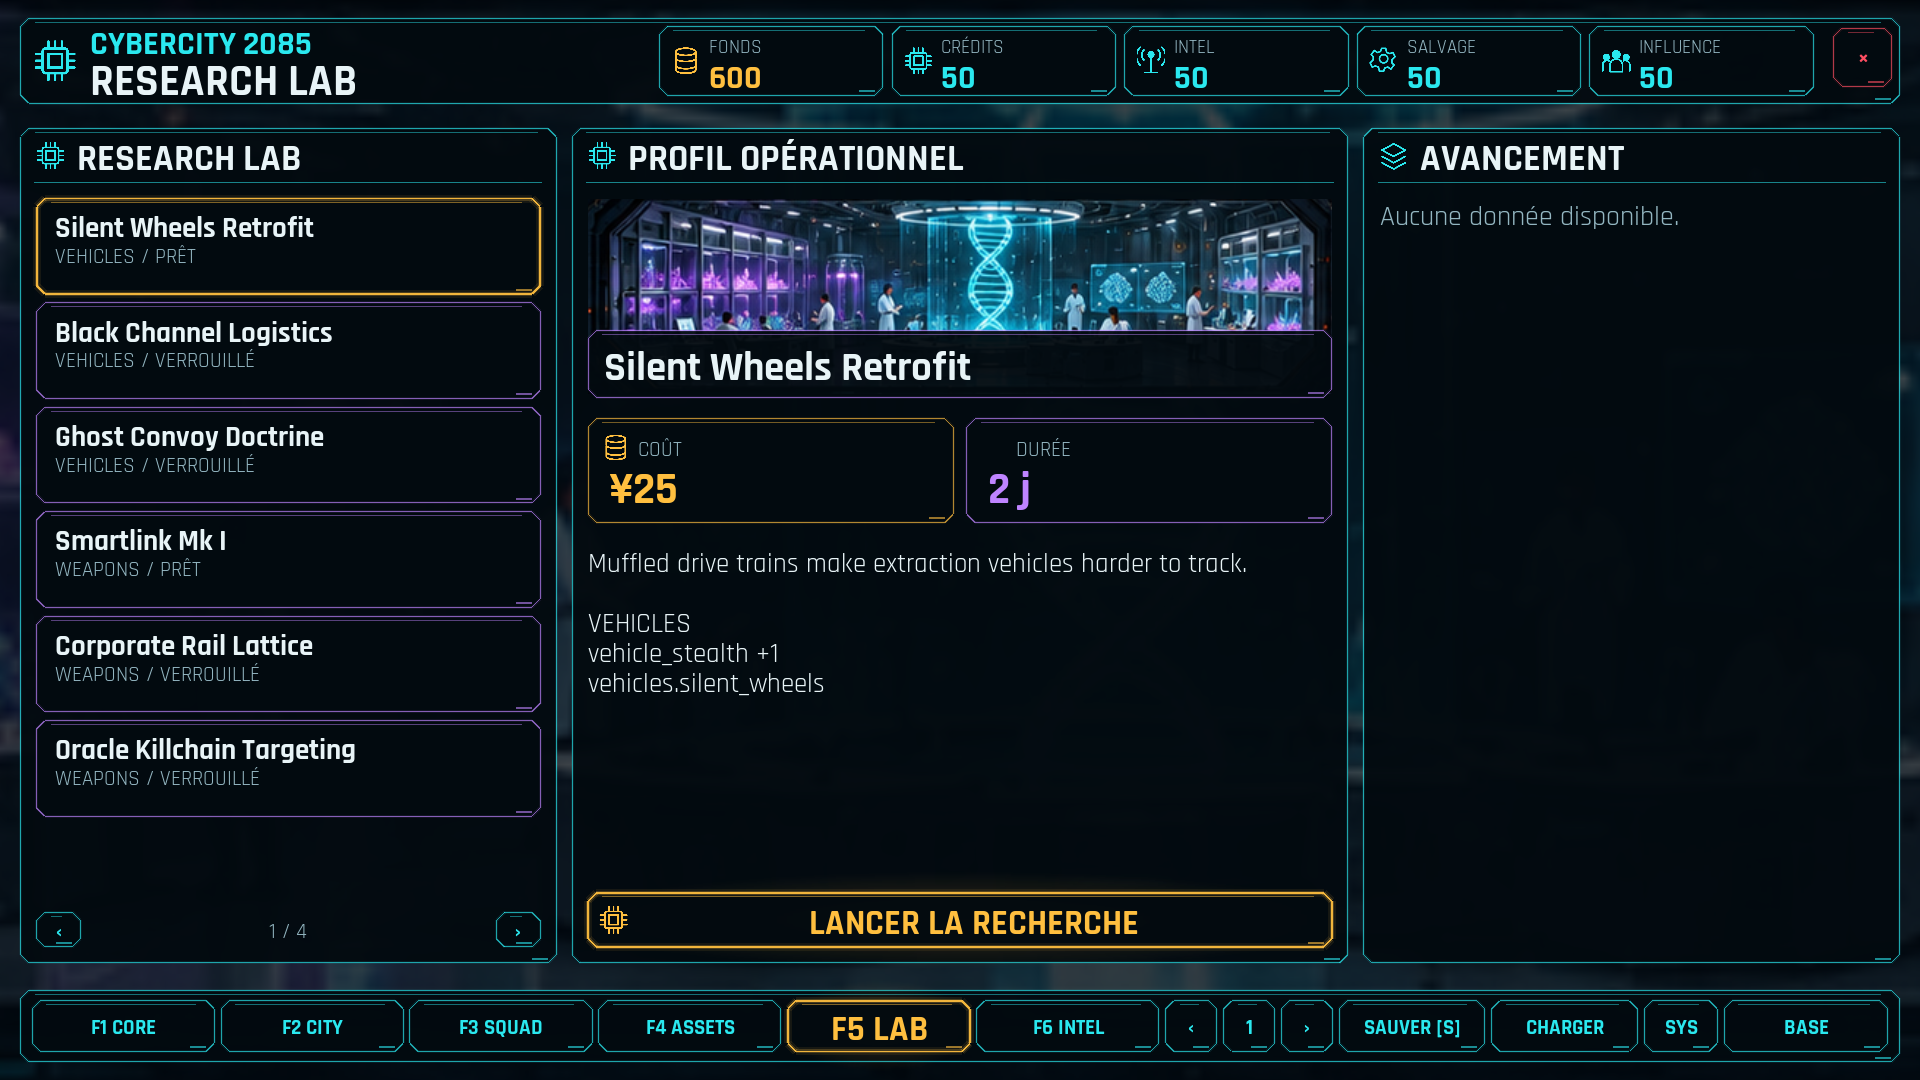 CYBERCITY 2085
RESEARCH LAB
FONDS
600
CRÉDITS
50
INTEL
50
SALVAGE
50
INFLUENCE
50
×
RESEARCH LAB
Silent Wheels Retrofit
VEHICLES / PRÊT
Black Channel Logistics
VEHICLES / VERROUILLÉ
Ghost Convoy Doctrine
VEHICLES / VERROUILLÉ
Smartlink Mk I
WEAPONS / PRÊT
Corporate Rail Lattice
WEAPONS / VERROUILLÉ
Oracle Killchain Targeting
WEAPONS / VERROUILLÉ
‹ 1 / 4 ›
PROFIL OPÉRATIONNEL
Silent Wheels Retrofit
COÛT
¥25
DURÉE
2 j
Muffled drive trains make extraction vehicles harder to track.
VEHICLES
vehicle_stealth +1
vehicles.silent_wheels
LANCER LA RECHERCHE
AVANCEMENT
Aucune donnée disponible.
F1 CORE F2 CITY F3 SQUAD F4 ASSETS F5 LAB F6 INTEL ‹ 1 › SAUVER [S] CHARGER SYS BASE